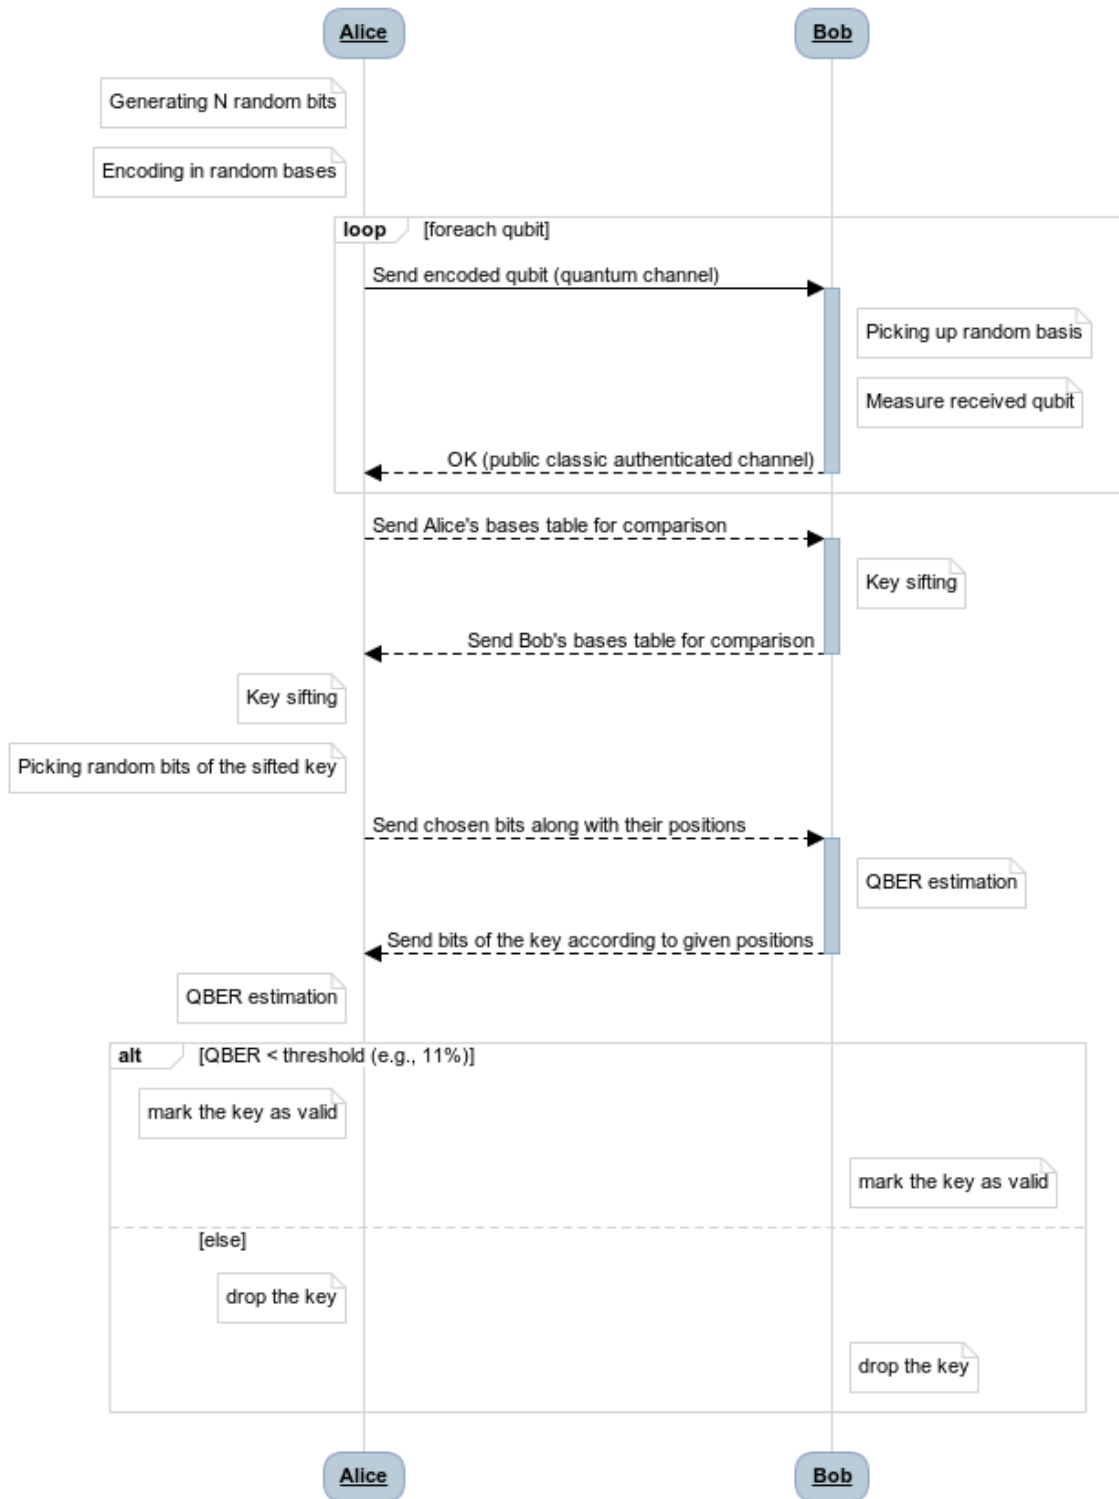 Alice
Bob
Generating N random bits
Encoding in random bases
loop
[foreach qubit]
Send encoded qubit (quantum channel)
Picking up random basis
Measure received qubit
OK (public classic authenticated channel)
Send Alice's bases table for comparison
Key sifting
Send Bob's bases table for comparison
Key sifting
Picking random bits of the sifted key
Send chosen bits along with their positions
QBER estimation
Send bits of the key according to given positions
QBER estimation
alt
[QBER < threshold (e.g., 11%)]
mark the key as valid
mark the key as valid
[else]
drop the key
drop the key
Alice
Bob